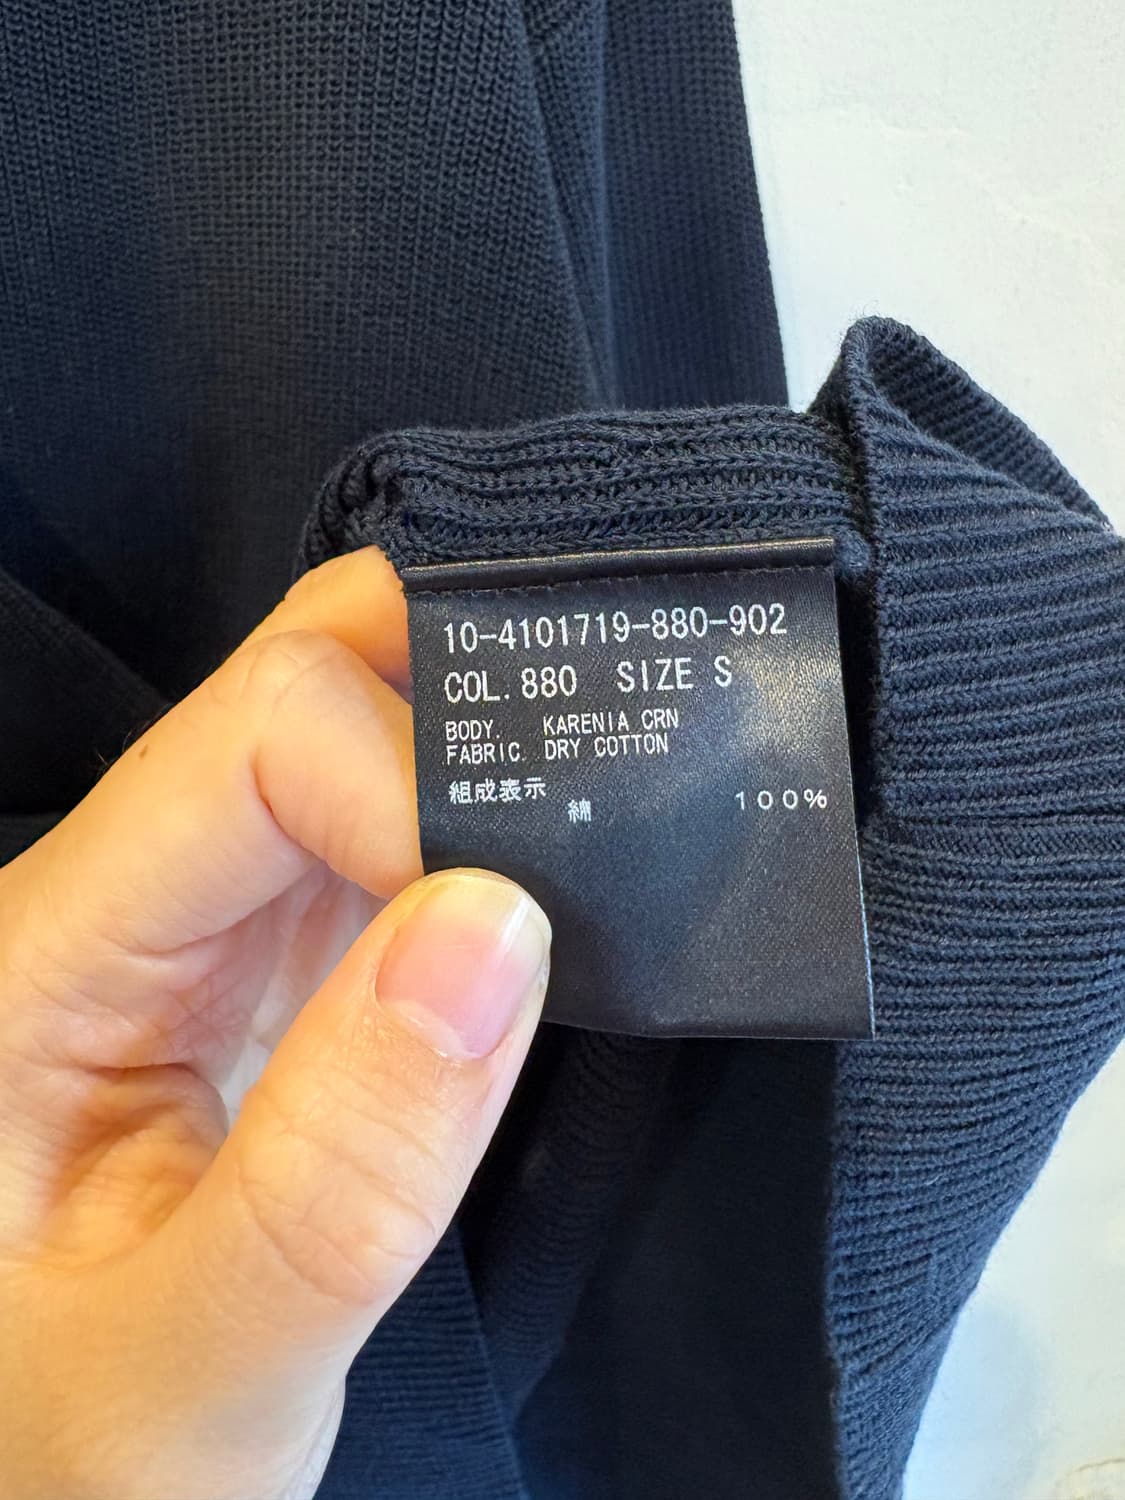 10-4101719-880-902
COL. 880 SIZE S
BODY. KARENIA CRN
FABRIC. DRY COTTON
組成表示
綿 100%